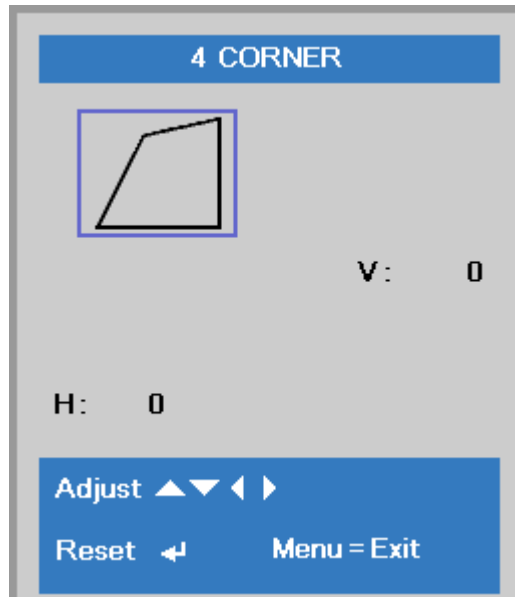 4 CORNER
V: 0
H: 0
Adjust ▲▼◀▶
Reset ↵ Menu = Exit